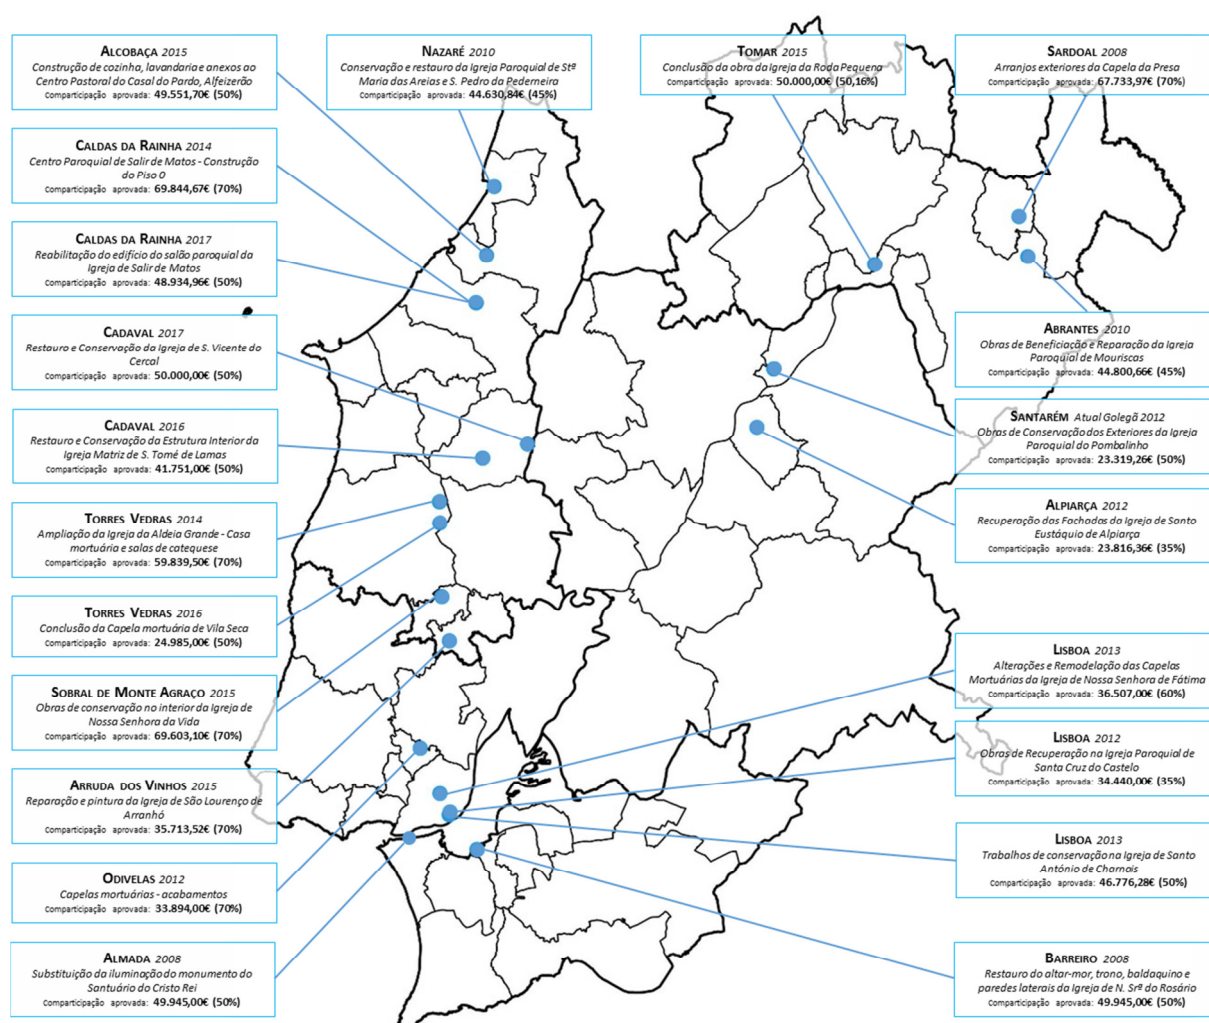 ALCOBAÇA 2015
Construção de cozinha, lavandaria e anexos ao
Centro Pastoral do Casal do Pardo, Alfeizerão
Comparticipação aprovada: 49.551,70€ (50%)
NAZARÉ 2010
Conservação e restauro da Igreja Paroquial de Stª
Maria das Areias e S. Pedro da Pederneira
Comparticipação aprovada: 44.630,84€ (45%)
TOMAR 2015
Conclusão da obra da Igreja da Roda Pequena
Comparticipação aprovada: 50.000,00€ (50,16%)
SARDOAL 2008
Arranjos exteriores da Capela da Presa
Comparticipação aprovada: 67.733,97€ (70%)
CALDAS DA RAINHA 2014
Centro Paroquial de Salir de Matos - Construção
do Piso 0
Comparticipação aprovada: 69.844,67€ (70%)
CALDAS DA RAINHA 2017
Reabilitação do edifício do salão paroquial da
Igreja de Salir de Matos
Comparticipação aprovada: 48.934,96€ (50%)
CADAVAL 2017
Restauro e Conservação da Igreja de S. Vicente do
Cercal
Comparticipação aprovada: 50.000,00€ (50%)
CADAVAL 2016
Restauro e Conservação da Estrutura Interior da
Igreja Matriz de S. Tomé de Lamas
Comparticipação aprovada: 41.751,00€ (50%)
TORRES VEDRAS 2014
Ampliação da Igreja da Aldeia Grande - Casa
mortuária e salas de catequese
Comparticipação aprovada: 59.839,50€ (70%)
TORRES VEDRAS 2016
Conclusão da Capela mortuária de Vila Seca
Comparticipação aprovada: 24.985,00€ (50%)
SOBRAL DE MONTE AGRAÇO 2015
Obras de conservação no interior da Igreja de
Nossa Senhora da Vida
Comparticipação aprovada: 69.603,10€ (70%)
ARRUDA DOS VINHOS 2015
Reparação e pintura da Igreja de São Lourenço de
Arranhó
Comparticipação aprovada: 35.713,52€ (70%)
ODIVELAS 2012
Capelas mortuárias - acabamentos
Comparticipação aprovada: 33.894,00€ (70%)
ALMADA 2008
Substituição da iluminação do monumento do
Santuário do Cristo Rei
Comparticipação aprovada: 49.945,00€ (50%)
ABRANTES 2010
Obras de Beneficiação e Reparação da Igreja
Paroquial de Mouriscas
Comparticipação aprovada: 44.800,66€ (45%)
SANTARÉM Atual Golegã 2012
Obras de Conservação dos Exteriores da Igreja
Paroquial do Pombalinho
Comparticipação aprovada: 23.319,26€ (50%)
ALPIARÇA 2012
Recuperação das Fachadas da Igreja de Santo
Eustáquio de Alpiarça
Comparticipação aprovada: 23.816,36€ (35%)
LISBOA 2013
Alterações e Remodelação das Capelas
Mortuárias da Igreja de Nossa Senhora de Fátima
Comparticipação aprovada: 36.507,00€ (60%)
LISBOA 2012
Obras de Recuperação na Igreja Paroquial de
Santa Cruz do Castelo
Comparticipação aprovada: 34.440,00€ (35%)
LISBOA 2013
Trabalhos de conservação na Igreja de Santo
António de Charnais
Comparticipação aprovada: 46.776,28€ (50%)
BARREIRO 2008
Restauro do altar-mor, trono, baldaquino e
paredes laterais da Igreja de N. Srª do Rosário
Comparticipação aprovada: 49.945,00€ (50%)